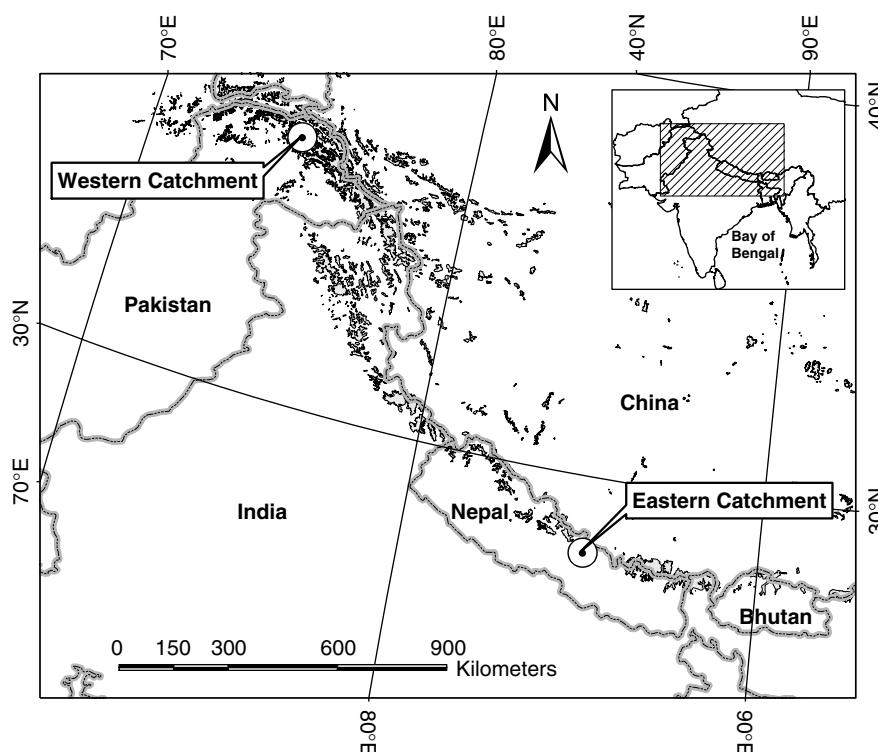 70°E
80°E
40°N
90°E
40°N
N
Western Catchment
Bay of
Bengal
Pakistan
30°N
China
70°E
India
Nepal
Eastern Catchment
30°N
Bhutan
0 150 300 600 900
Kilometers
80°E
90°E